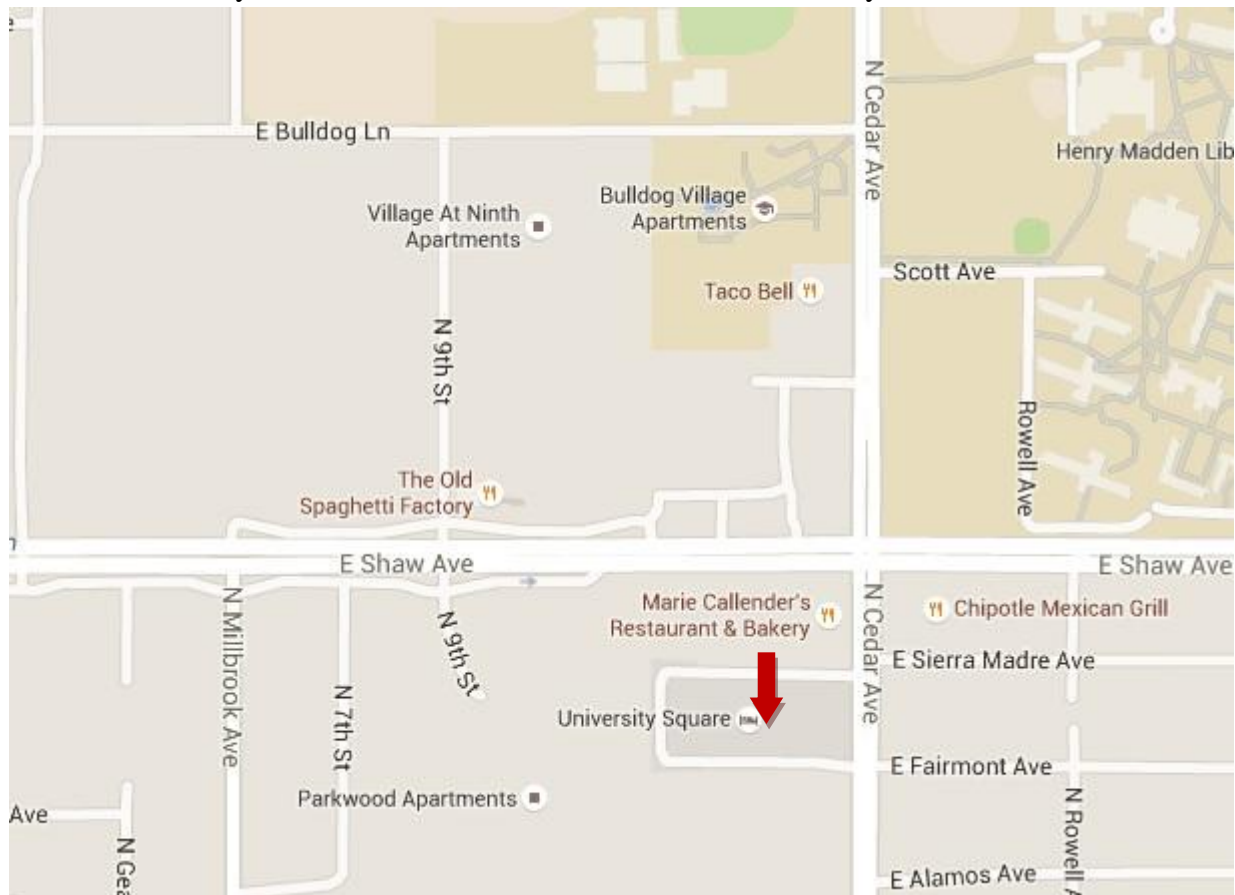 E Bulldog Ln
N Cedar Ave
Henry Madden Lib
Village At Ninth
Apartments
Bulldog Village
Apartments
Taco Bell
Scott Ave
N 9th St
Rowell Ave
The Old
Spaghetti Factory
E Shaw Ave
E Shaw Ave
Marie Callender's
Restaurant & Bakery
Chipotle Mexican Grill
N Millbrook Ave
N 9th St
N Cedar Ave
E Sierra Madre Ave
N 7th St
University Square
E Fairmont Ave
Parkwood Apartments
Ave
N Gea
N Rowell A
E Alamos Ave